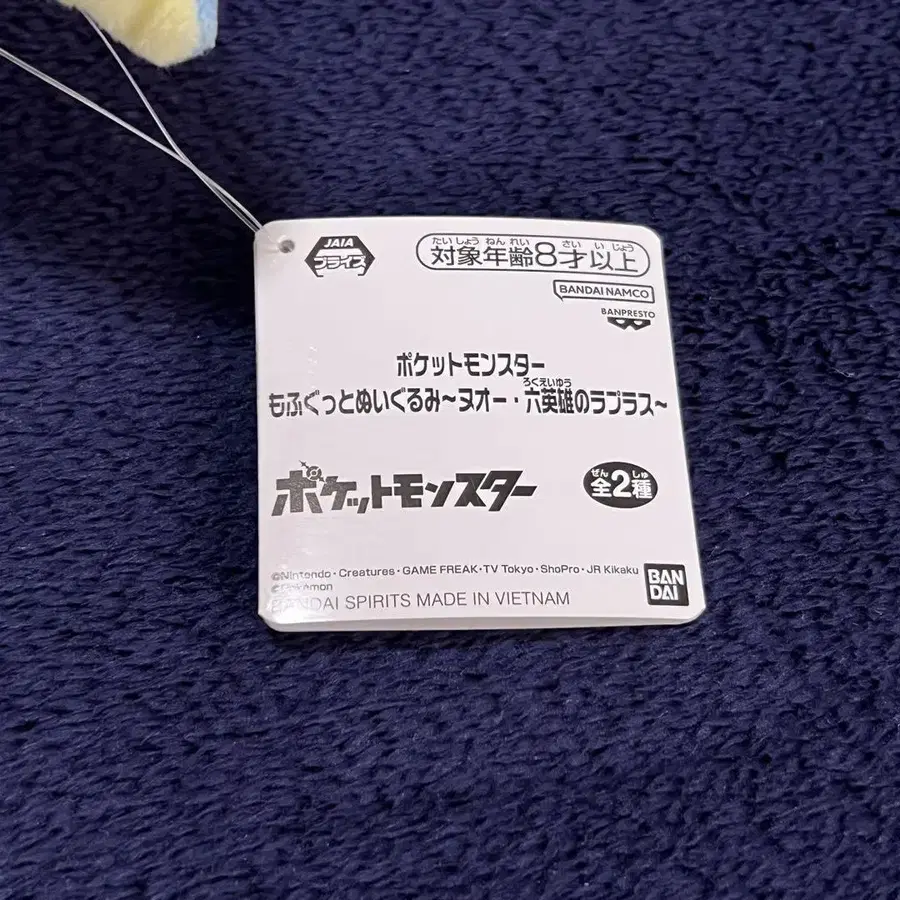 JAIA
プライズ
たいしょうねんれい さい いじょう
対象年齢8才以上
BANDAI NAMCO
BANPRESTO
ポケットモンスター
ろくえいゆう
もふぐっとぬいぐるみ～ヌオー・六英雄のラプラス～
ポケットモンスター
ぜん しゅ
全2種
©Nintendo・Creatures・GAME FREAK・TV Tokyo・ShoPro・JR Kikaku
©Pokémon
BANDAI SPIRITS MADE IN VIETNAM
BAN
DAI